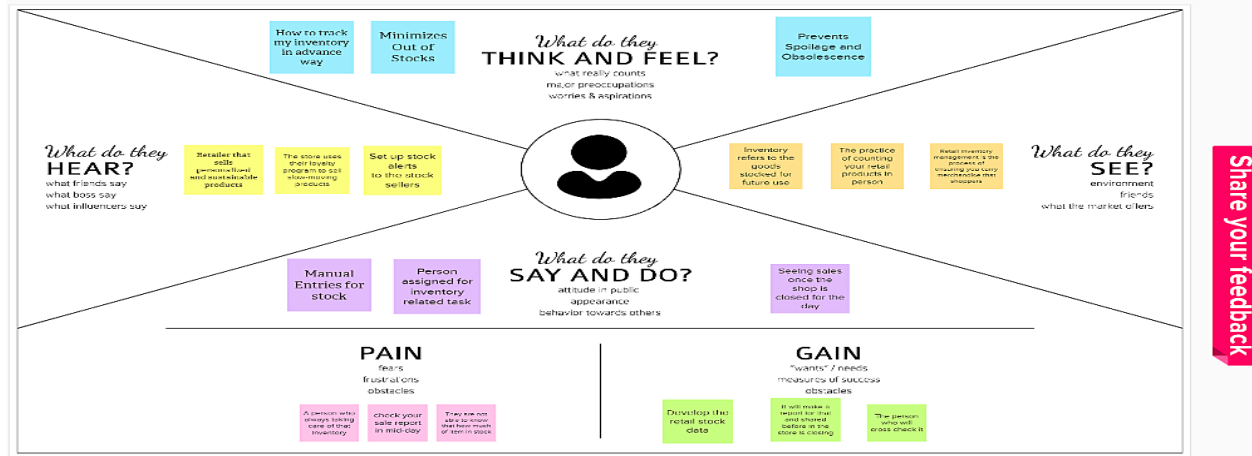 How to track
my inventory
in advance
way
Minimizes
Out of
Stocks
What do they
THINK AND FEEL?
what really counts
major preoccupations
worries & aspirations
Prevents
Spoilage and
Obsolescence
What do they
HEAR?
what friends say
what boss say
what influencers say
Retailer that
sells
personalized
and sustainable
products
The store uses
their loyalty
program to sell
slow-moving
products
Set up stock
alerts
to the stock
sellers
Inventory
refers to the
goods
stocked for
future use
The practice
of counting
your retail
products in
person
Retail inventory
management is the
process of
ensuring you carry
merchandise that
shoppers
What do they
SEE?
environment
friends
what the market offers
What do they
SAY AND DO?
attitude in public
appearance
behavior towards others
Manual
Entries for
stock
Person
assigned for
inventory
related task
Seeing sales
once the
shop is
closed for the
day
PAIN
fears
frustrations
obstacles
A person who
always taking
care of that
Inventory
check your
sale report
in mid-day
They are not
able to know
that how much
of item in stock
GAIN
"wants" / needs
measures of success
obstacles
Develop the
retail stock
data
It will make a
report for that
and shared
before in the
store is closing
The person
who will
cross check it
Share your feedback